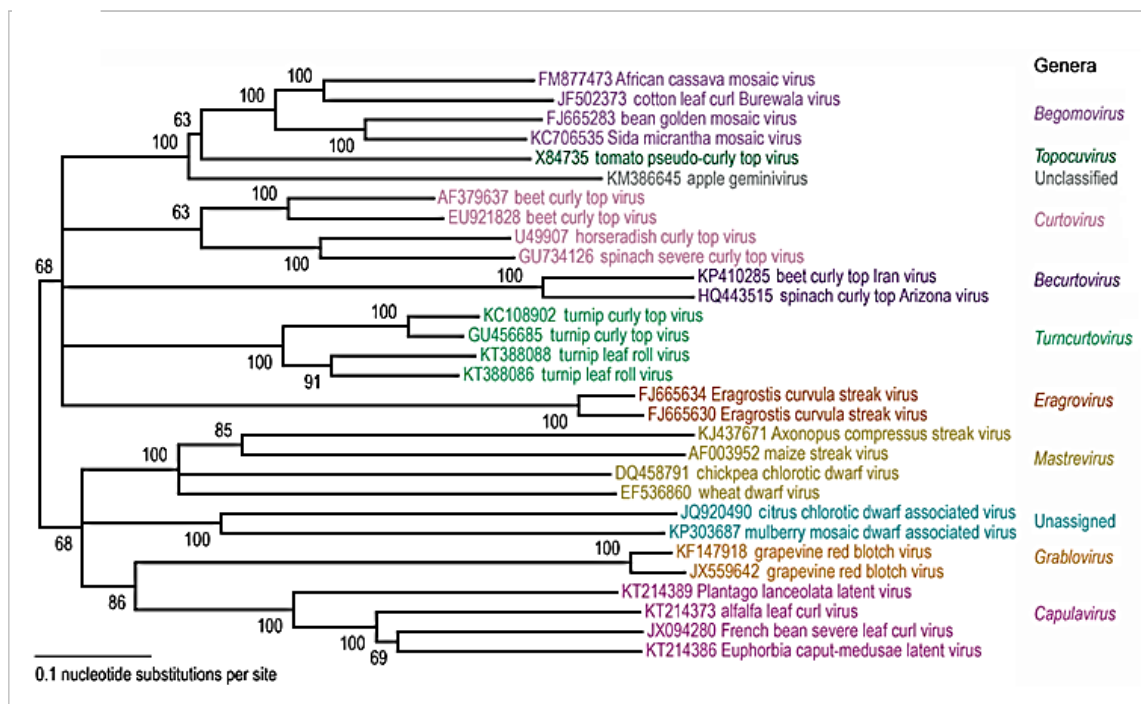 Genera
100
FM877473 African cassava mosaic virus
100
JF502373 cotton leaf curl Burewala virus
63
FJ665283 bean golden mosaic virus
Begomovirus
100
100
KC706535 Sida micrantha mosaic virus
X84735 tomato pseudo-curly top virus
Topocuvirus
KM386645 apple geminivirus
Unclassified
100
AF379637 beet curly top virus
63
EU921828 beet curly top virus
Curtovirus
U49907 horseradish curly top virus
100
GU734126 spinach severe curly top virus
68
100
KP410285 beet curly top Iran virus
Becurtovirus
HQ443515 spinach curly top Arizona virus
100
KC108902 turnip curly top virus
GU456685 turnip curly top virus
Turncurtovirus
100
KT388088 turnip leaf roll virus
91
KT388086 turnip leaf roll virus
FJ665634 Eragrostis curvula streak virus
Eragrovirus
100
FJ665630 Eragrostis curvula streak virus
85
KJ437671 Axonopus compressus streak virus
100
AF003952 maize streak virus
Mastrevirus
DQ458791 chickpea chlorotic dwarf virus
EF536860 wheat dwarf virus
JQ920490 citrus chlorotic dwarf associated virus
Unassigned
68
100
KP303687 mulberry mosaic dwarf associated virus
100
KF147918 grapevine red blotch virus
Grablovirus
JX559642 grapevine red blotch virus
86
KT214389 Plantago lanceolata latent virus
100
KT214373 alfalfa leaf curl virus
Capulavirus
100
JX094280 French bean severe leaf curl virus
69
KT214386 Euphorbia caput-medusae latent virus
0.1 nucleotide substitutions per site